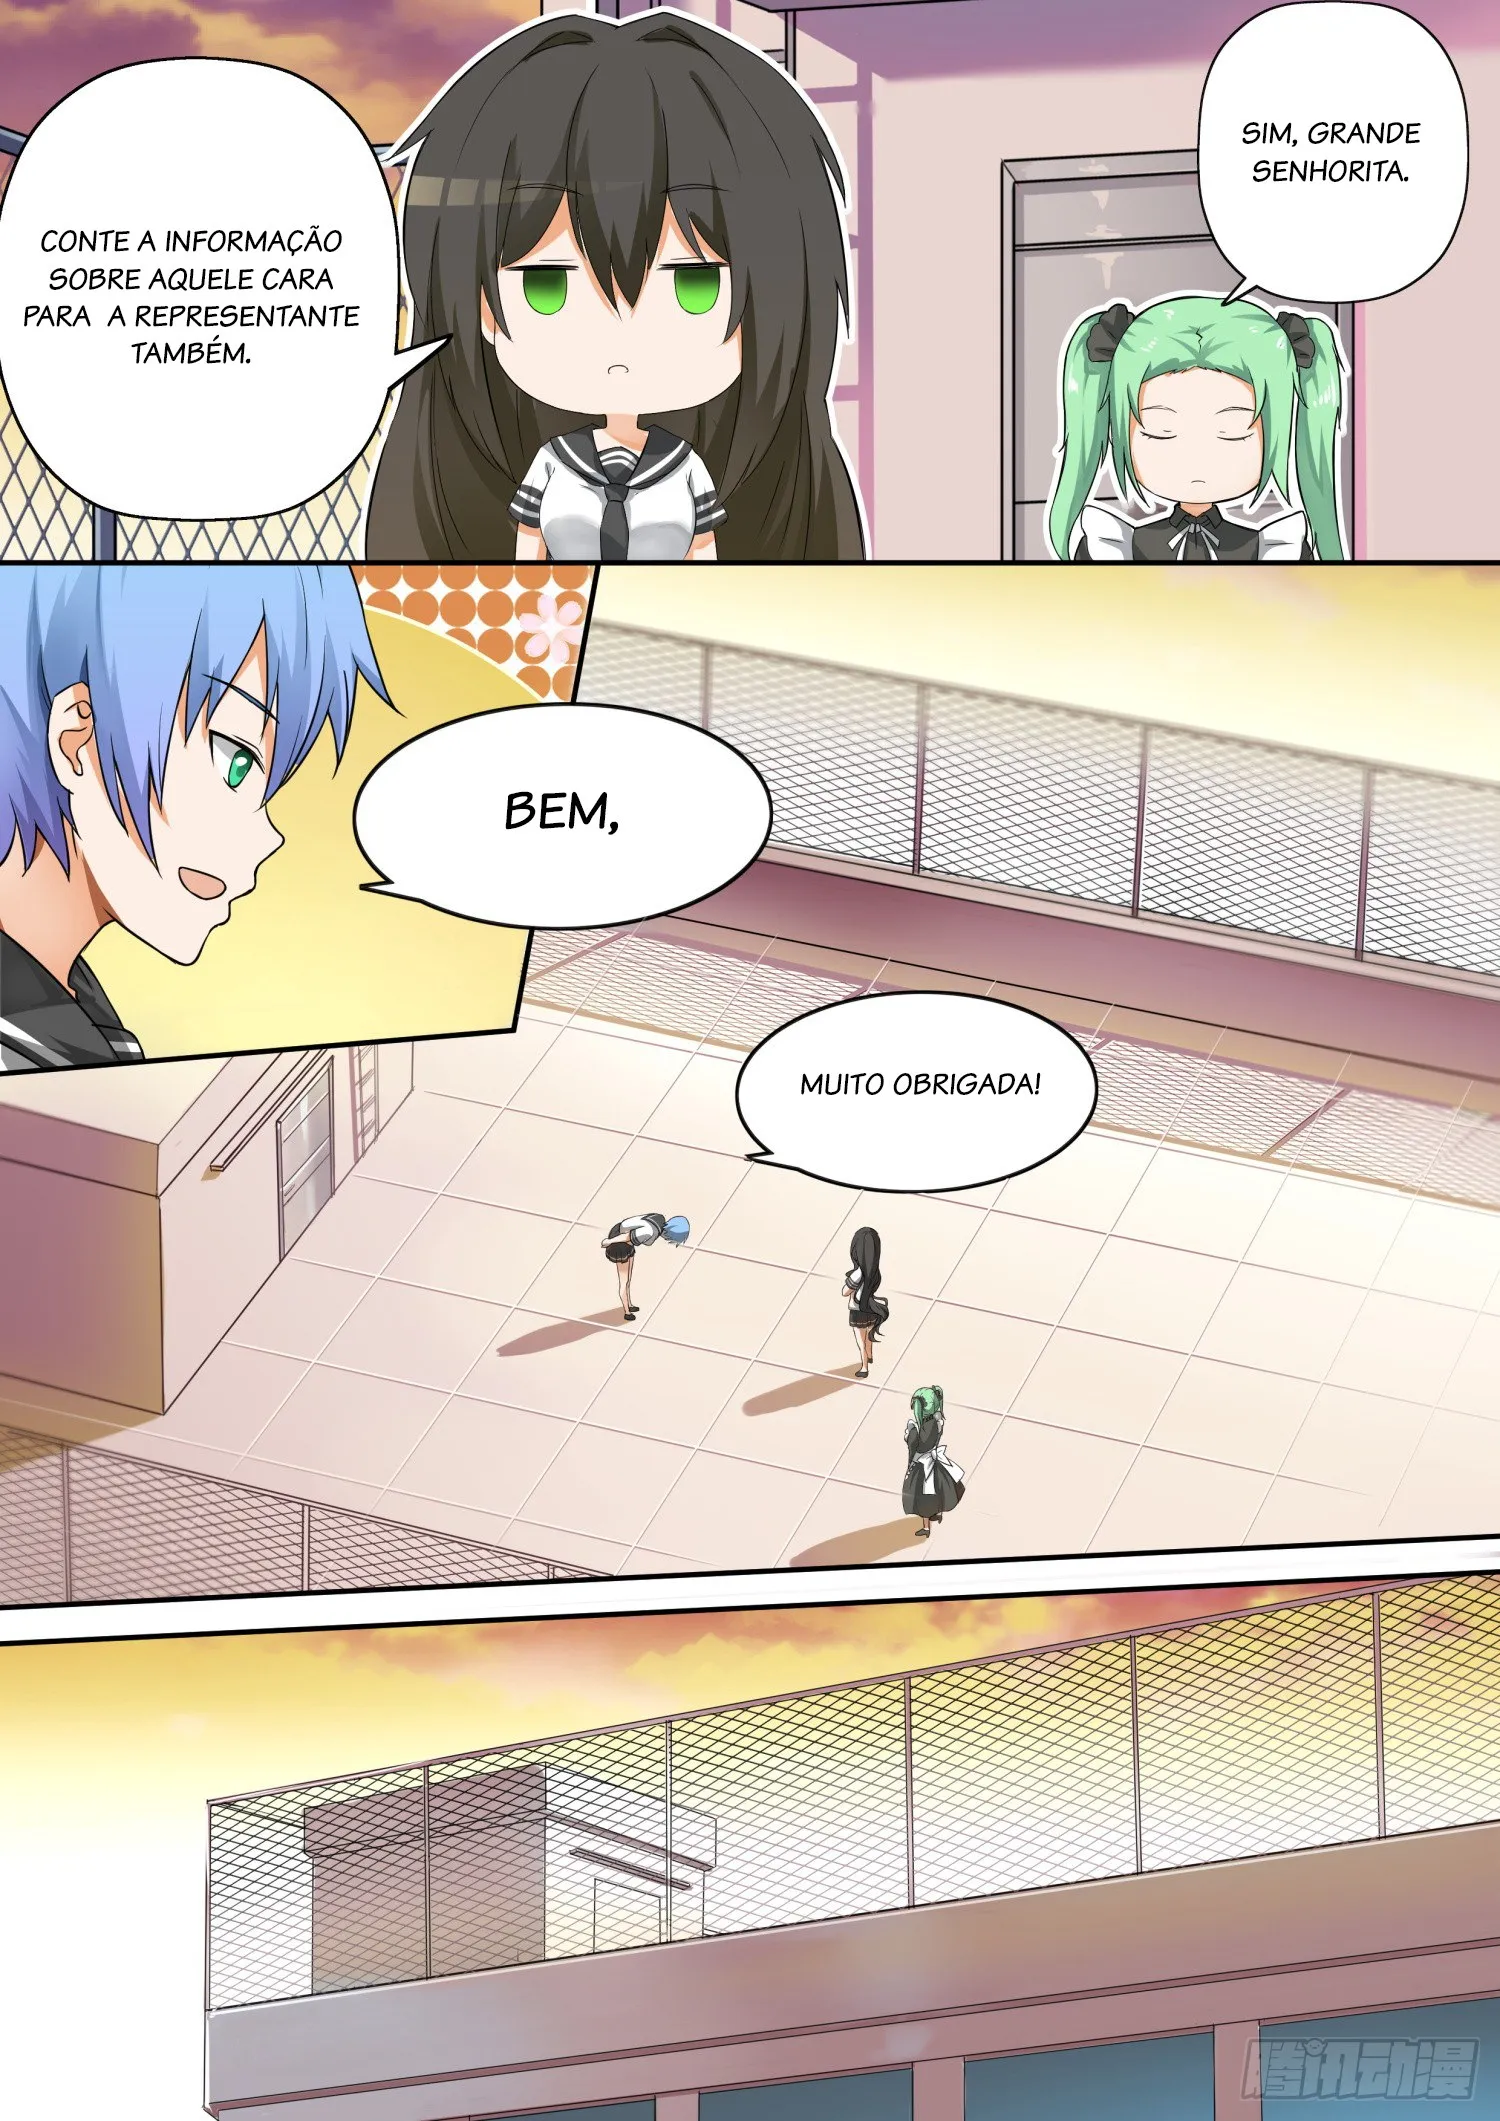 CONTE A INFORMAÇÃO
SOBRE AQUELE CARA
PARA A REPRESENTANTE
TAMBÉM.
SIM, GRANDE
SENHORITA.
BEM,
MUITO OBRIGADA!
腾讯动漫